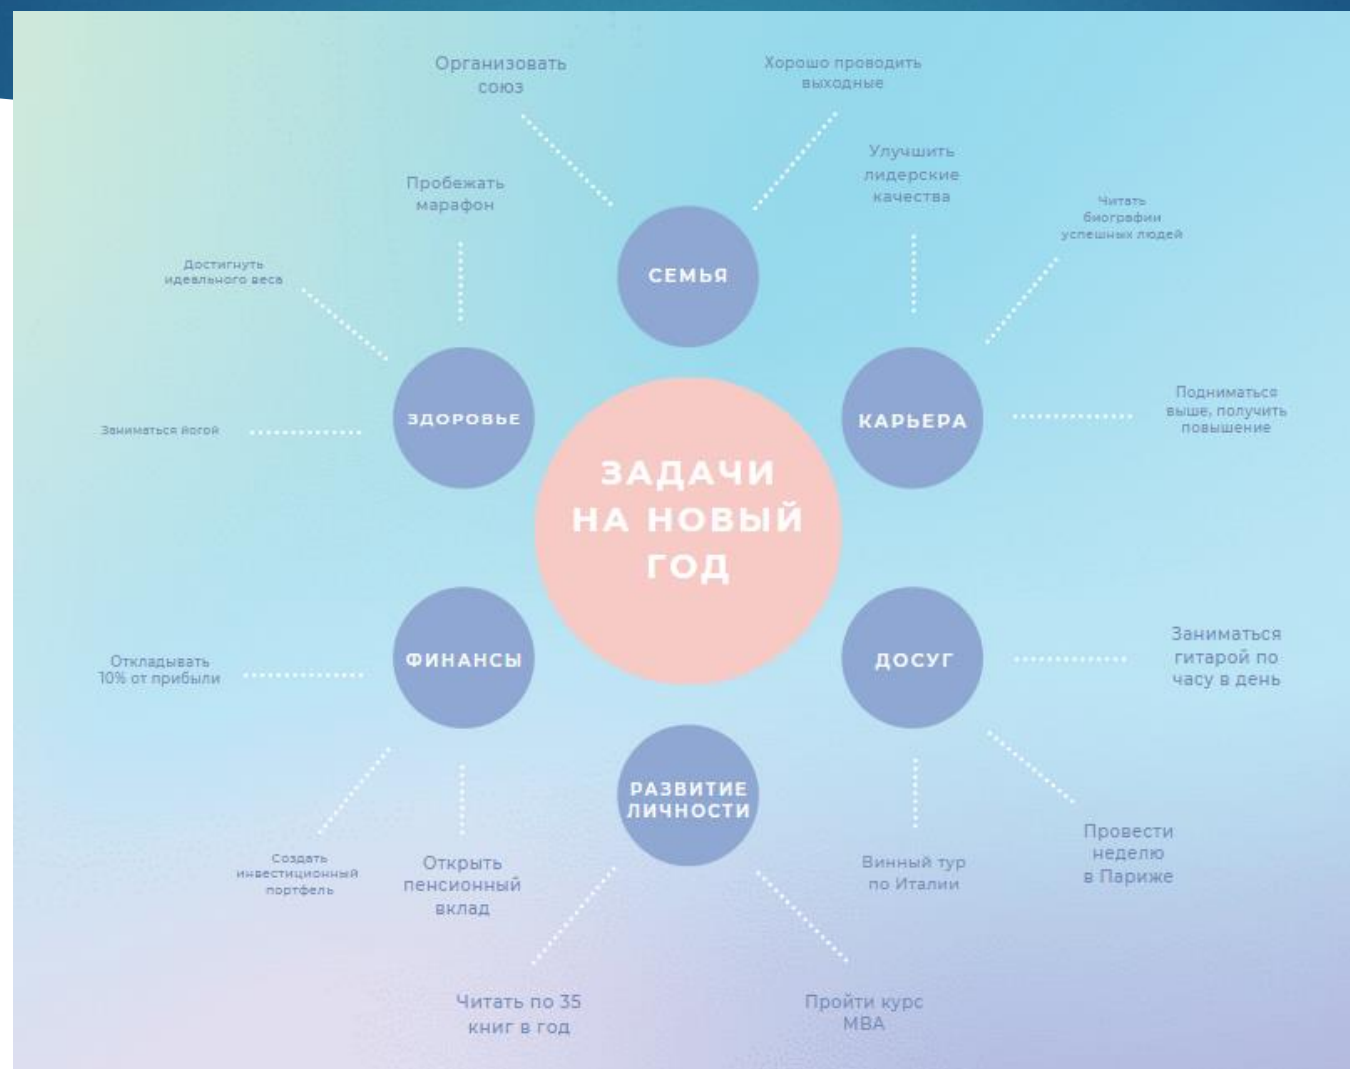 Организовать
союз
Хорошо проводить
выходные
Улучшить
лидерские
качества
Пробежать
марафон
Читать
биографии
успешных людей
Достигнуть
идеального веса
СЕМЬЯ
Подниматься
выше, получить
повышение
ЗДОРОВЬЕ
КАРЬЕРА
Заниматься йогой
ЗАДАЧИ
НА НОВЫЙ
ГОД
Заниматься
гитарой по
часу в день
Откладывать
10% от прибыли
ФИНАНСЫ
ДОСУГ
РАЗВИТИЕ
ЛИЧНОСТИ
Провести
неделю
в Париже
Создать
инвестиционный
портфель
Открыть
пенсионный
вклад
Винный тур
по Италии
Читать по 35
книг в год
Пройти курс
МВА